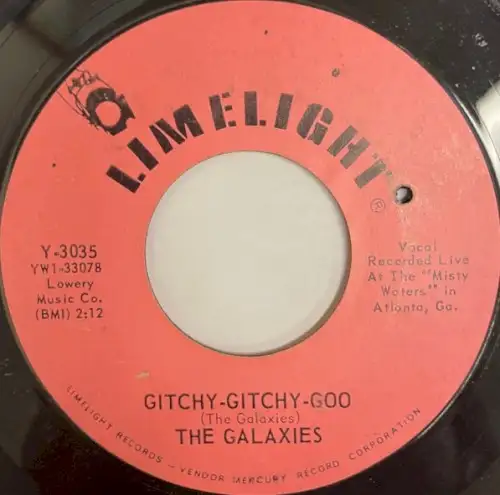 LIMELIGHT®
Y-3035
YW1-33078
Lowery
Music Co.
(BMI) 2:12
Vocal
Recorded Live
At The "Misty
Waters" in
Atlanta, Ga.
GITCHY-GITCHY-GOO
(The Galaxies)
THE GALAXIES
LIMELIGHT RECORDS - VENDOR MERCURY RECORD CORPORATION